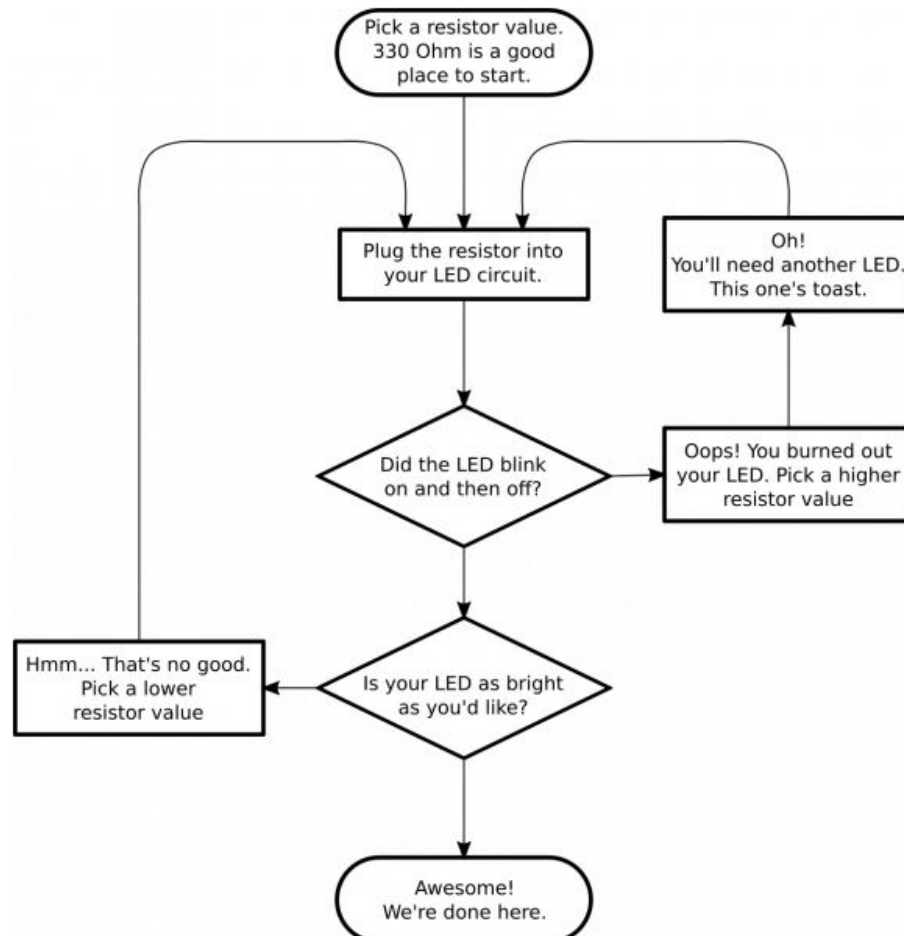 Pick a resistor value.
330 Ohm is a good
place to start.
Plug the resistor into
your LED circuit.
Oh!
You'll need another LED.
This one's toast.
Did the LED blink
on and then off?
Oops! You burned out
your LED. Pick a higher
resistor value
Hmm... That's no good.
Pick a lower
resistor value
Is your LED as bright
as you'd like?
Awesome!
We're done here.